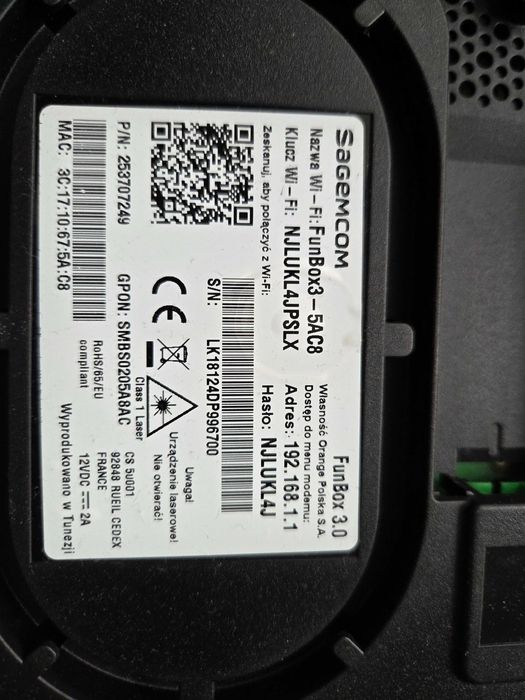 SAGEMCOM
FunBox 3.0
Nazwa Wi-Fi: FunBox3-5AC8
Klucz Wi-Fi: NJLUKL4JPSLX
Zeskanuj, aby połączyć z Wi-Fi:
Własność Orange Polska S.A.
Dostęp do menu modemu:
Adres: 192.168.1.1
Hasło: NJLUKL4J
S/N: LK18124DP996700
CE
Class 1 Laser
Uwaga!
Urządzenie laserowe!
Nie otwierać!
P/N: 253707249
GPON: SMBS0205A8AC
CS 50001
92848 RUEIL CEDEX
FRANCE
RoHS/65/EU
compliant
12VDC ⎓ 2A
MAC: 3C:17:10:67:5A:C8
Wyprodukowano w Tunezji